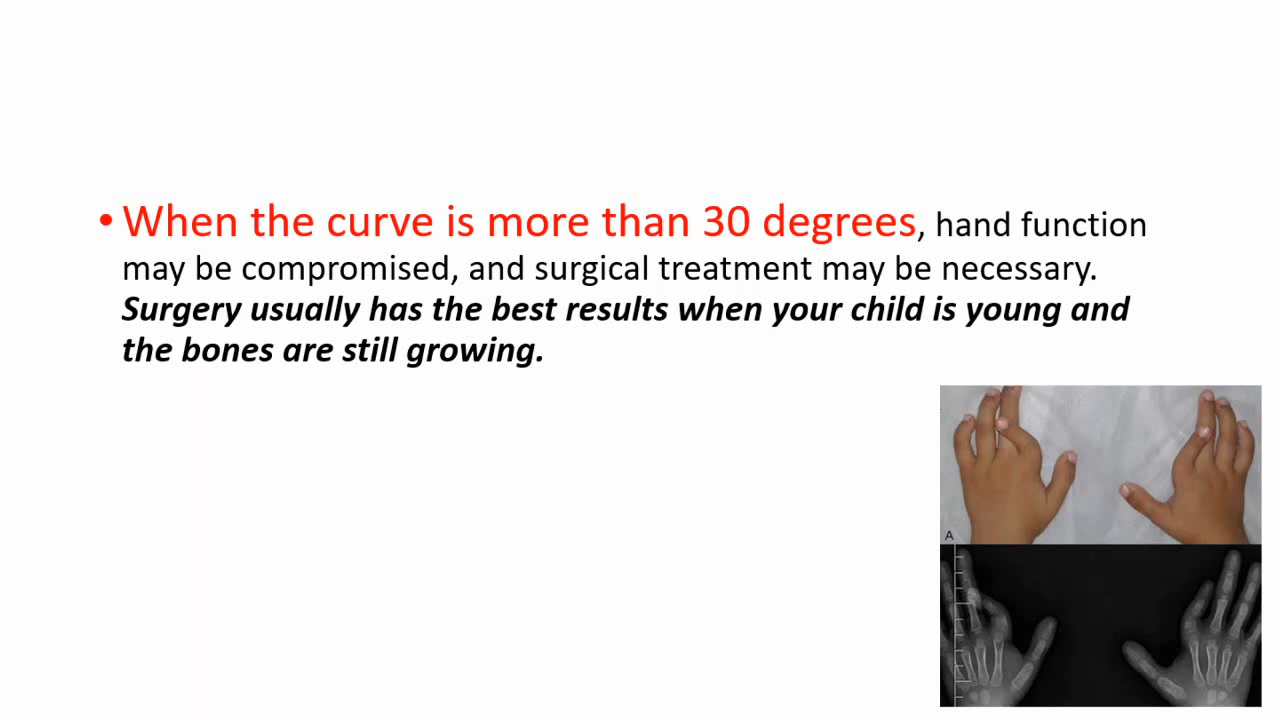 • When the curve is more than 30 degrees, hand function
may be compromised, and surgical treatment may be necessary.
Surgery usually has the best results when your child is young and
the bones are still growing.
A